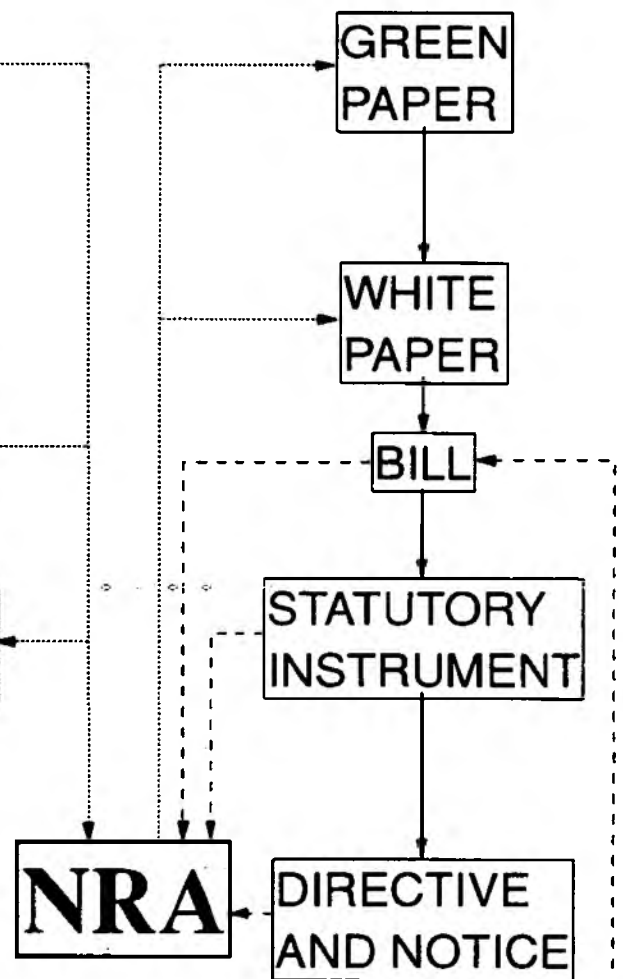 GREEN
PAPER
WHITE
PAPER
BILL
STATUTORY
INSTRUMENT
NRA
DIRECTIVE
AND NOTICE